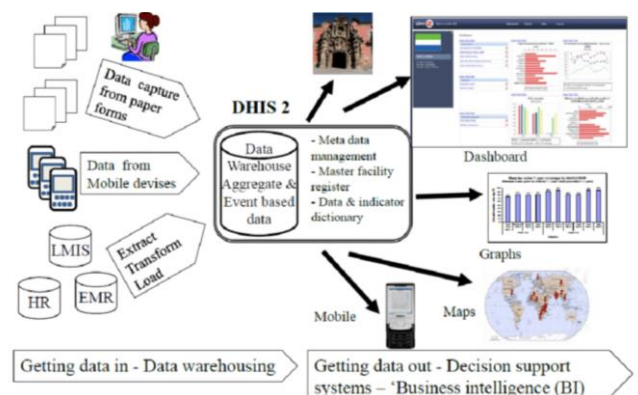 Data capture
from paper
forms
DHIS 2
Data
Warehouse
Aggregate &
Event based
data
- Meta data
management
- Master facility
register
- Data & indicator
dictionary
Dashboard
Data from
Mobile devises
Extract
Transform
Load
LMIS
HR
EMR
Graphs
Mobile
Maps
Getting data in - Data warehousing
Getting data out - Decision support
systems – ‘Business intelligence (BI)